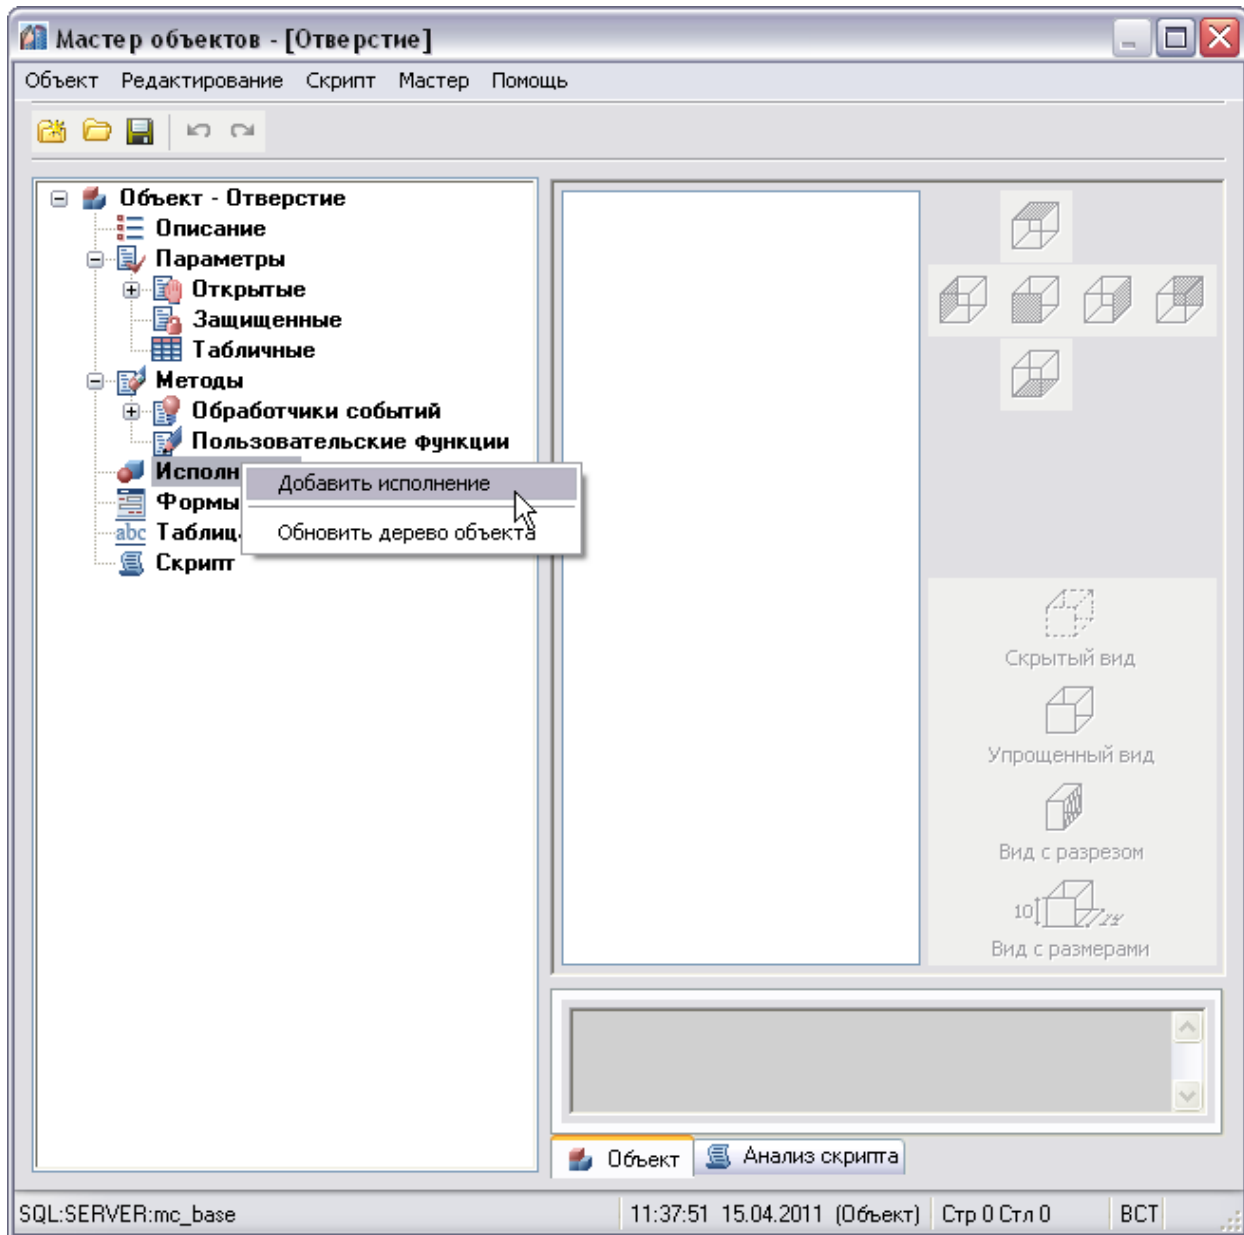 Мастер объектов - [Отверстие]
Объект Редактирование Скрипт Мастер Помощь
Объект - Отверстие
Описание
Параметры
Открытые
Защищенные
Табличные
Методы
Обработчики событий
Пользовательские функции
Исполн
Добавить исполнение
Формы
abc Таблиц
Обновить дерево объекта
Скрипт
Скрытый вид
Упрощенный вид
Вид с разрезом
10
Вид с размерами
Объект Анализ скрипта
SQL:SERVER:mc_base 11:37:51 15.04.2011 (Объект) Стр 0 Стл 0 ВСТ